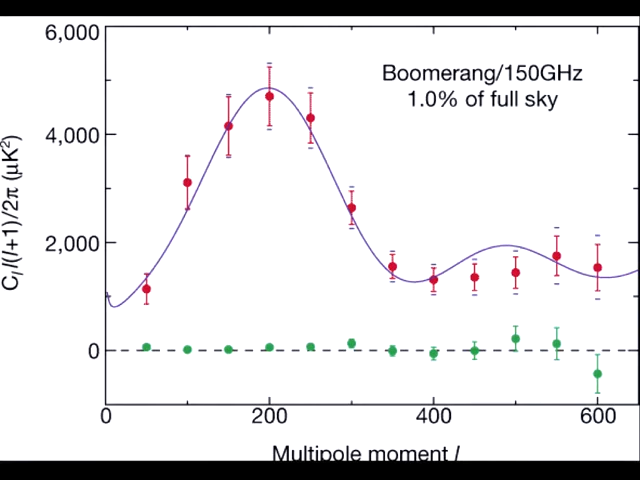 6,000
4,000
2,000
0
C_l l(l+1)/2π (μK²)
Boomerang/150GHz
1.0% of full sky
0 200 400 600
Multipole moment l